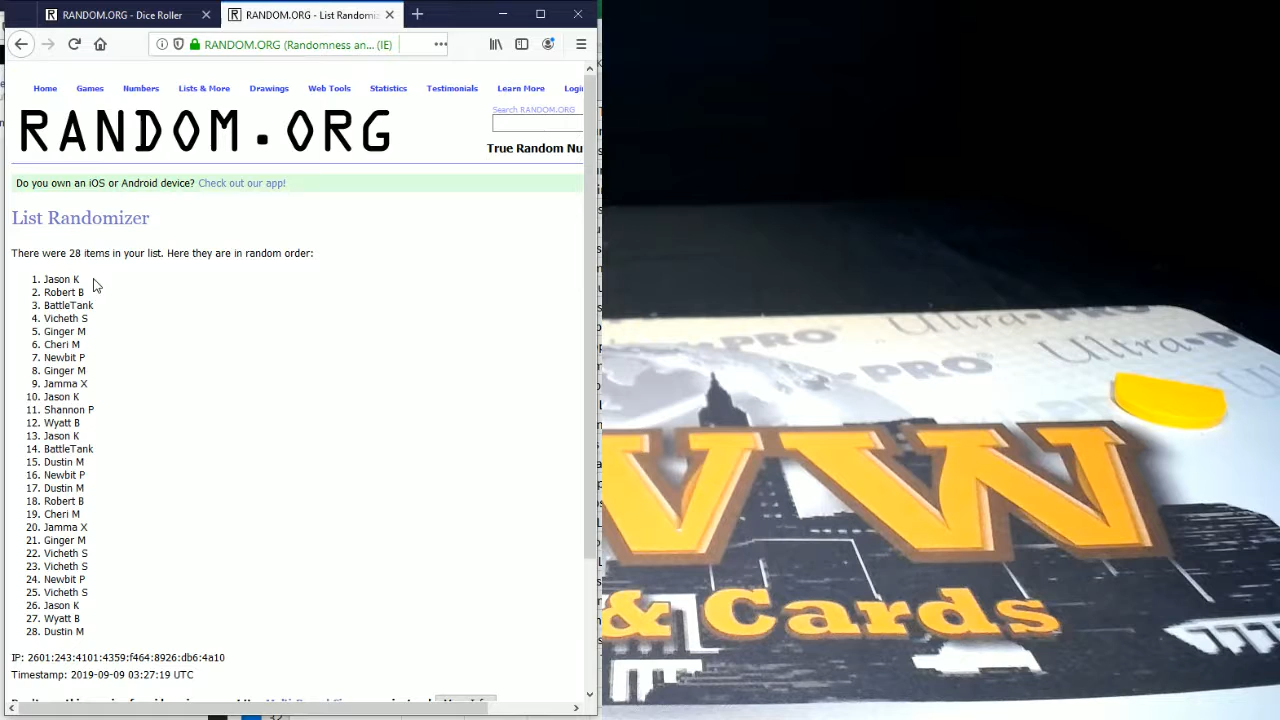 RANDOM.ORG - Dice Roller
RANDOM.ORG - List Randomiz
RANDOM.ORG (Randomness an... (IE)
Home Games Numbers Lists & More Drawings Web Tools Statistics Testimonials Learn More Login
RANDOM.ORG
Search RANDOM.ORG
True Random Nu
Do you own an iOS or Android device? Check out our app!
List Randomizer
There were 28 items in your list. Here they are in random order:
1. Jason K
2. Robert B
3. BattleTank
4. Vicheth S
5. Ginger M
6. Cheri M
7. Newbit P
8. Ginger M
9. Jamma X
10. Jason K
11. Shannon P
12. Wyatt B
13. Jason K
14. BattleTank
15. Dustin M
16. Newbit P
17. Dustin M
18. Robert B
19. Cheri M
20. Jamma X
21. Ginger M
22. Vicheth S
23. Vicheth S
24. Newbit P
25. Vicheth S
26. Jason K
27. Wyatt B
28. Dustin M
IP: 2601:243:4101:4359:f464:8926:db6:4a10
Timestamp: 2019-09-09 03:27:19 UTC
PRO Ultra PRO
PRO Ultra
VW
& Cards